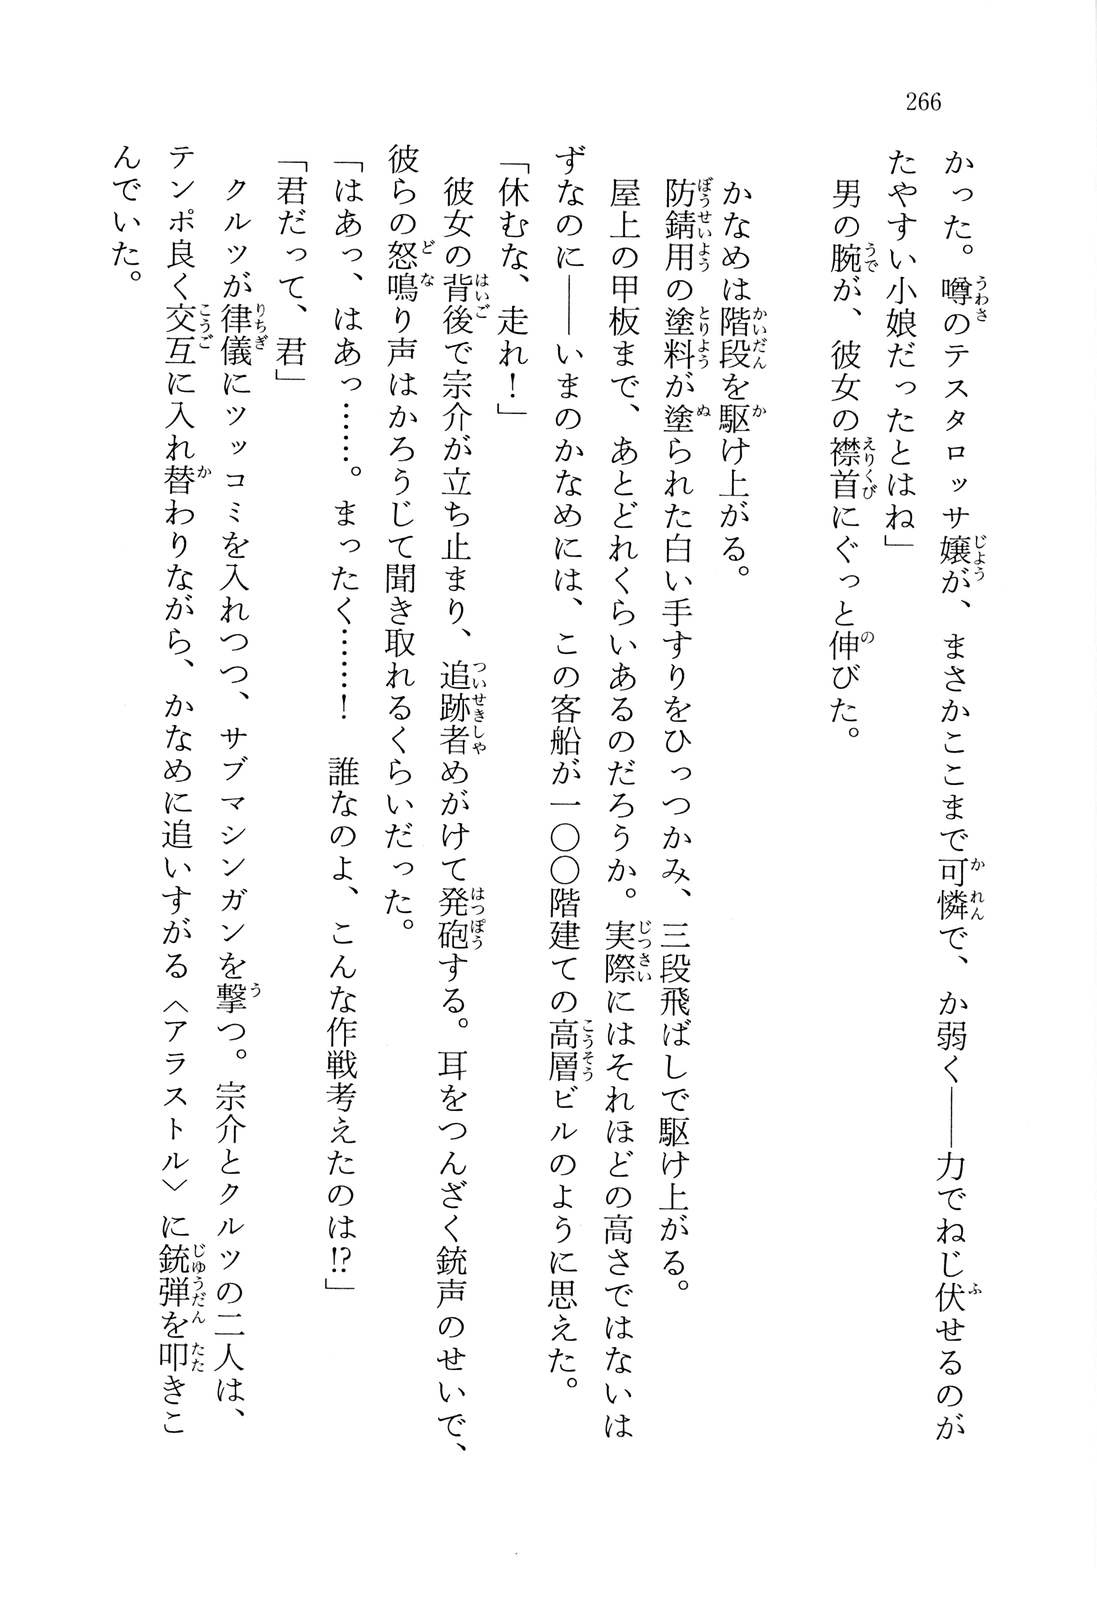 266
かった。噂のテスタロッサ嬢が、まさかここまで可憐で、か弱く――力でねじ伏せるのが
たやすい小娘だったとはね」
男の腕が、彼女の襟首にぐっと伸びた。
かなめは階段を駆け上がる。
防錆用の塗料が塗られた白い手すりをひっつかみ、三段飛ばしで駆け上がる。
屋上の甲板まで、あとどれくらいあるのだろうか。実際にはそれほどの高さではないは
ずなのに――いまのかなめには、この客船が一〇〇階建ての高層ビルのように思えた。
「休むな、走れ！」
彼女の背後で宗介が立ち止まり、追跡者めがけて発砲する。耳をつんざく銃声のせいで、
彼らの怒鳴り声はかろうじて聞き取れるくらいだった。
「はあっ、はあっ……。まったく……！　誰なのよ、こんな作戦考えたのは!?」
「君だって、君」
クルツが律儀にツッコミを入れつつ、サブマシンガンを撃つ。宗介とクルツの二人は、
テンポ良く交互に入れ替わりながら、かなめに追いすがる〈アラストル〉に銃弾を叩きこ
んでいた。